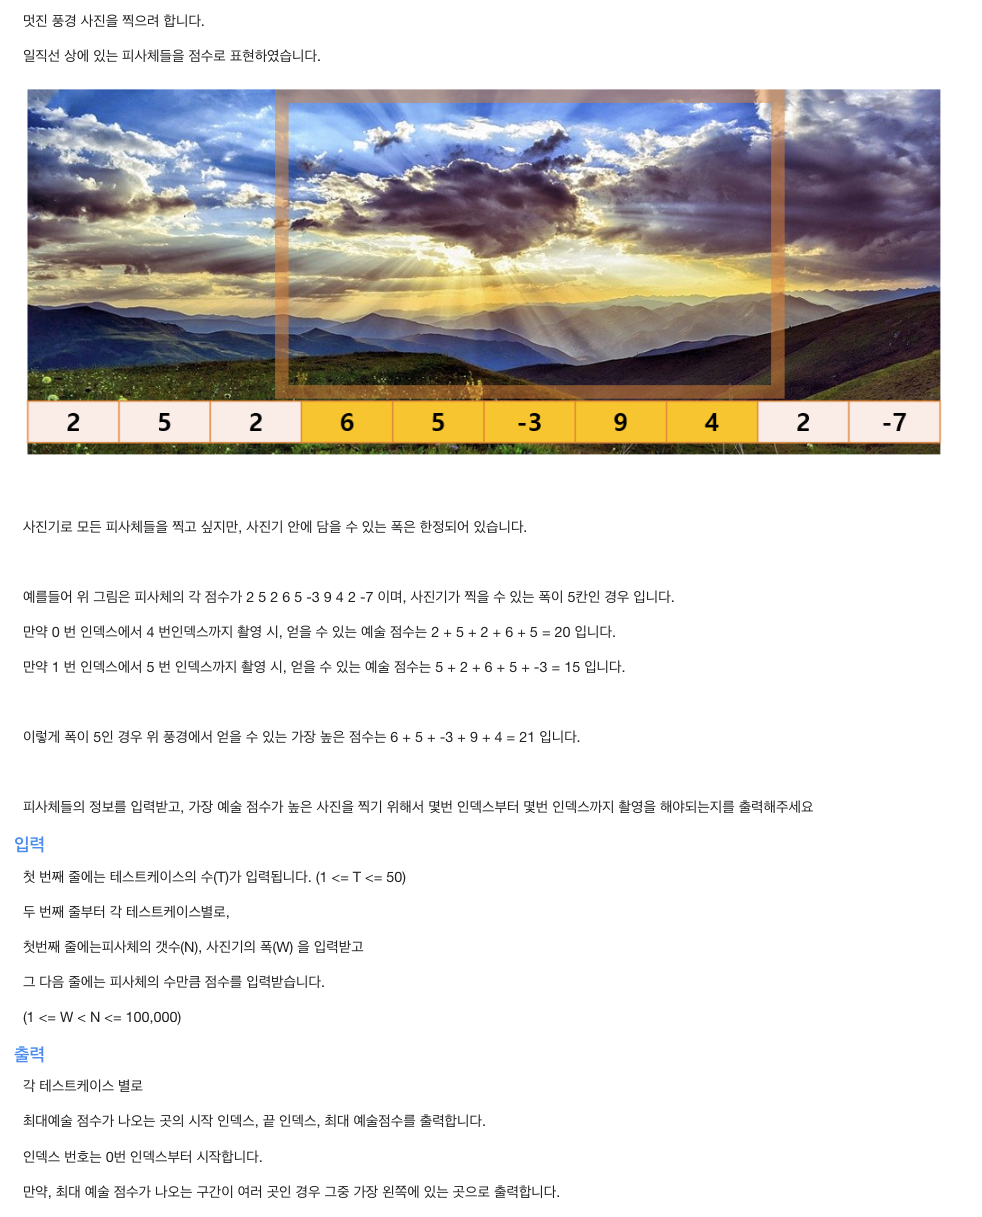 멋진 풍경 사진을 찍으려 합니다.
일직선 상에 있는 피사체들을 점수로 표현하였습니다.
2 5 2 6 5 -3 9 4 2 -7
사진기로 모든 피사체들을 찍고 싶지만, 사진기 안에 담을 수 있는 폭은 한정되어 있습니다.
예를들어 위 그림은 피사체의 각 점수가 2 5 2 6 5 -3 9 4 2 -7 이며, 사진기가 찍을 수 있는 폭이 5칸인 경우 입니다.
만약 0 번 인덱스에서 4 번인덱스까지 촬영 시, 얻을 수 있는 예술 점수는 2 + 5 + 2 + 6 + 5 = 20 입니다.
만약 1 번 인덱스에서 5 번 인덱스까지 촬영 시, 얻을 수 있는 예술 점수는 5 + 2 + 6 + 5 + -3 = 15 입니다.
이렇게 폭이 5인 경우 위 풍경에서 얻을 수 있는 가장 높은 점수는 6 + 5 + -3 + 9 + 4 = 21 입니다.
피사체들의 정보를 입력받고, 가장 예술 점수가 높은 사진을 찍기 위해서 몇번 인덱스부터 몇번 인덱스까지 촬영을 해야되는지를 출력해주세요
입력
첫 번째 줄에는 테스트케이스의 수(T)가 입력됩니다. (1 <= T <= 50)
두 번째 줄부터 각 테스트케이스별로,
첫번째 줄에는피사체의 갯수(N), 사진기의 폭(W) 을 입력받고
그 다음 줄에는 피사체의 수만큼 점수를 입력받습니다.
(1 <= W < N <= 100,000)
출력
각 테스트케이스 별로
최대예술 점수가 나오는 곳의 시작 인덱스, 끝 인덱스, 최대 예술점수를 출력합니다.
인덱스 번호는 0번 인덱스부터 시작합니다.
만약, 최대 예술 점수가 나오는 구간이 여러 곳인 경우 그중 가장 왼쪽에 있는 곳으로 출력합니다.